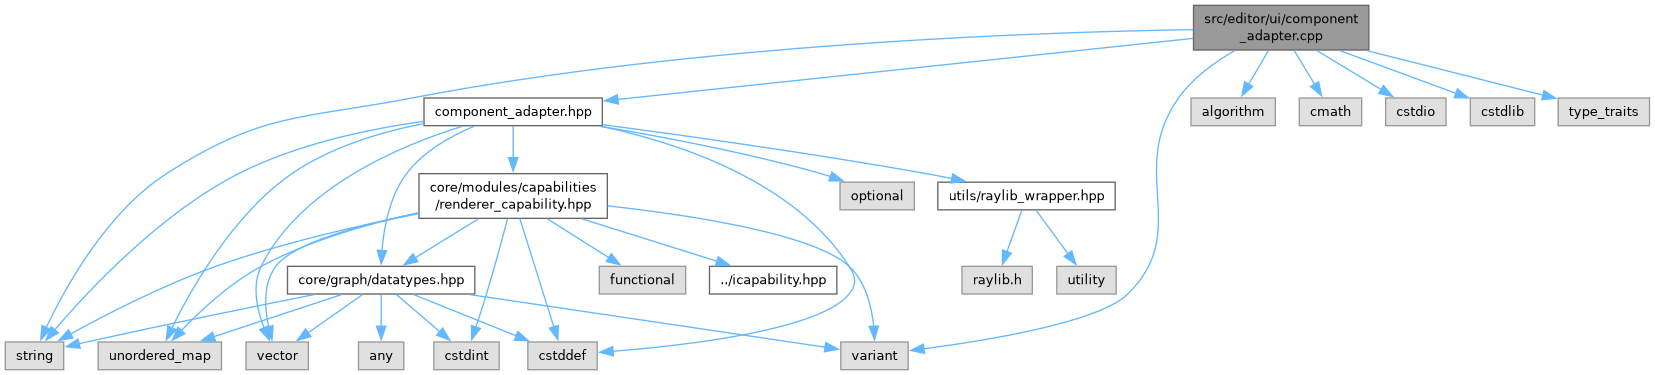 src/editor/ui/component
_adapter.cpp
component_adapter.hpp
algorithm
cmath
cstdio
cstdlib
type_traits
core/modules/capabilities
/renderer_capability.hpp
optional
utils/raylib_wrapper.hpp
core/graph/datatypes.hpp
functional
../icapability.hpp
raylib.h
utility
string
unordered_map
vector
any
cstdint
cstddef
variant